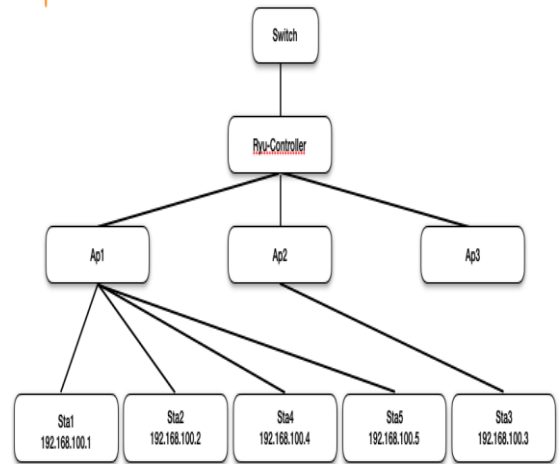 Switch
Ryu-Controller
Ap1
Ap2
Ap3
Sta1
192.168.100.1
Sta2
192.168.100.2
Sta4
192.168.100.4
Sta5
192.168.100.5
Sta3
192.168.100.3